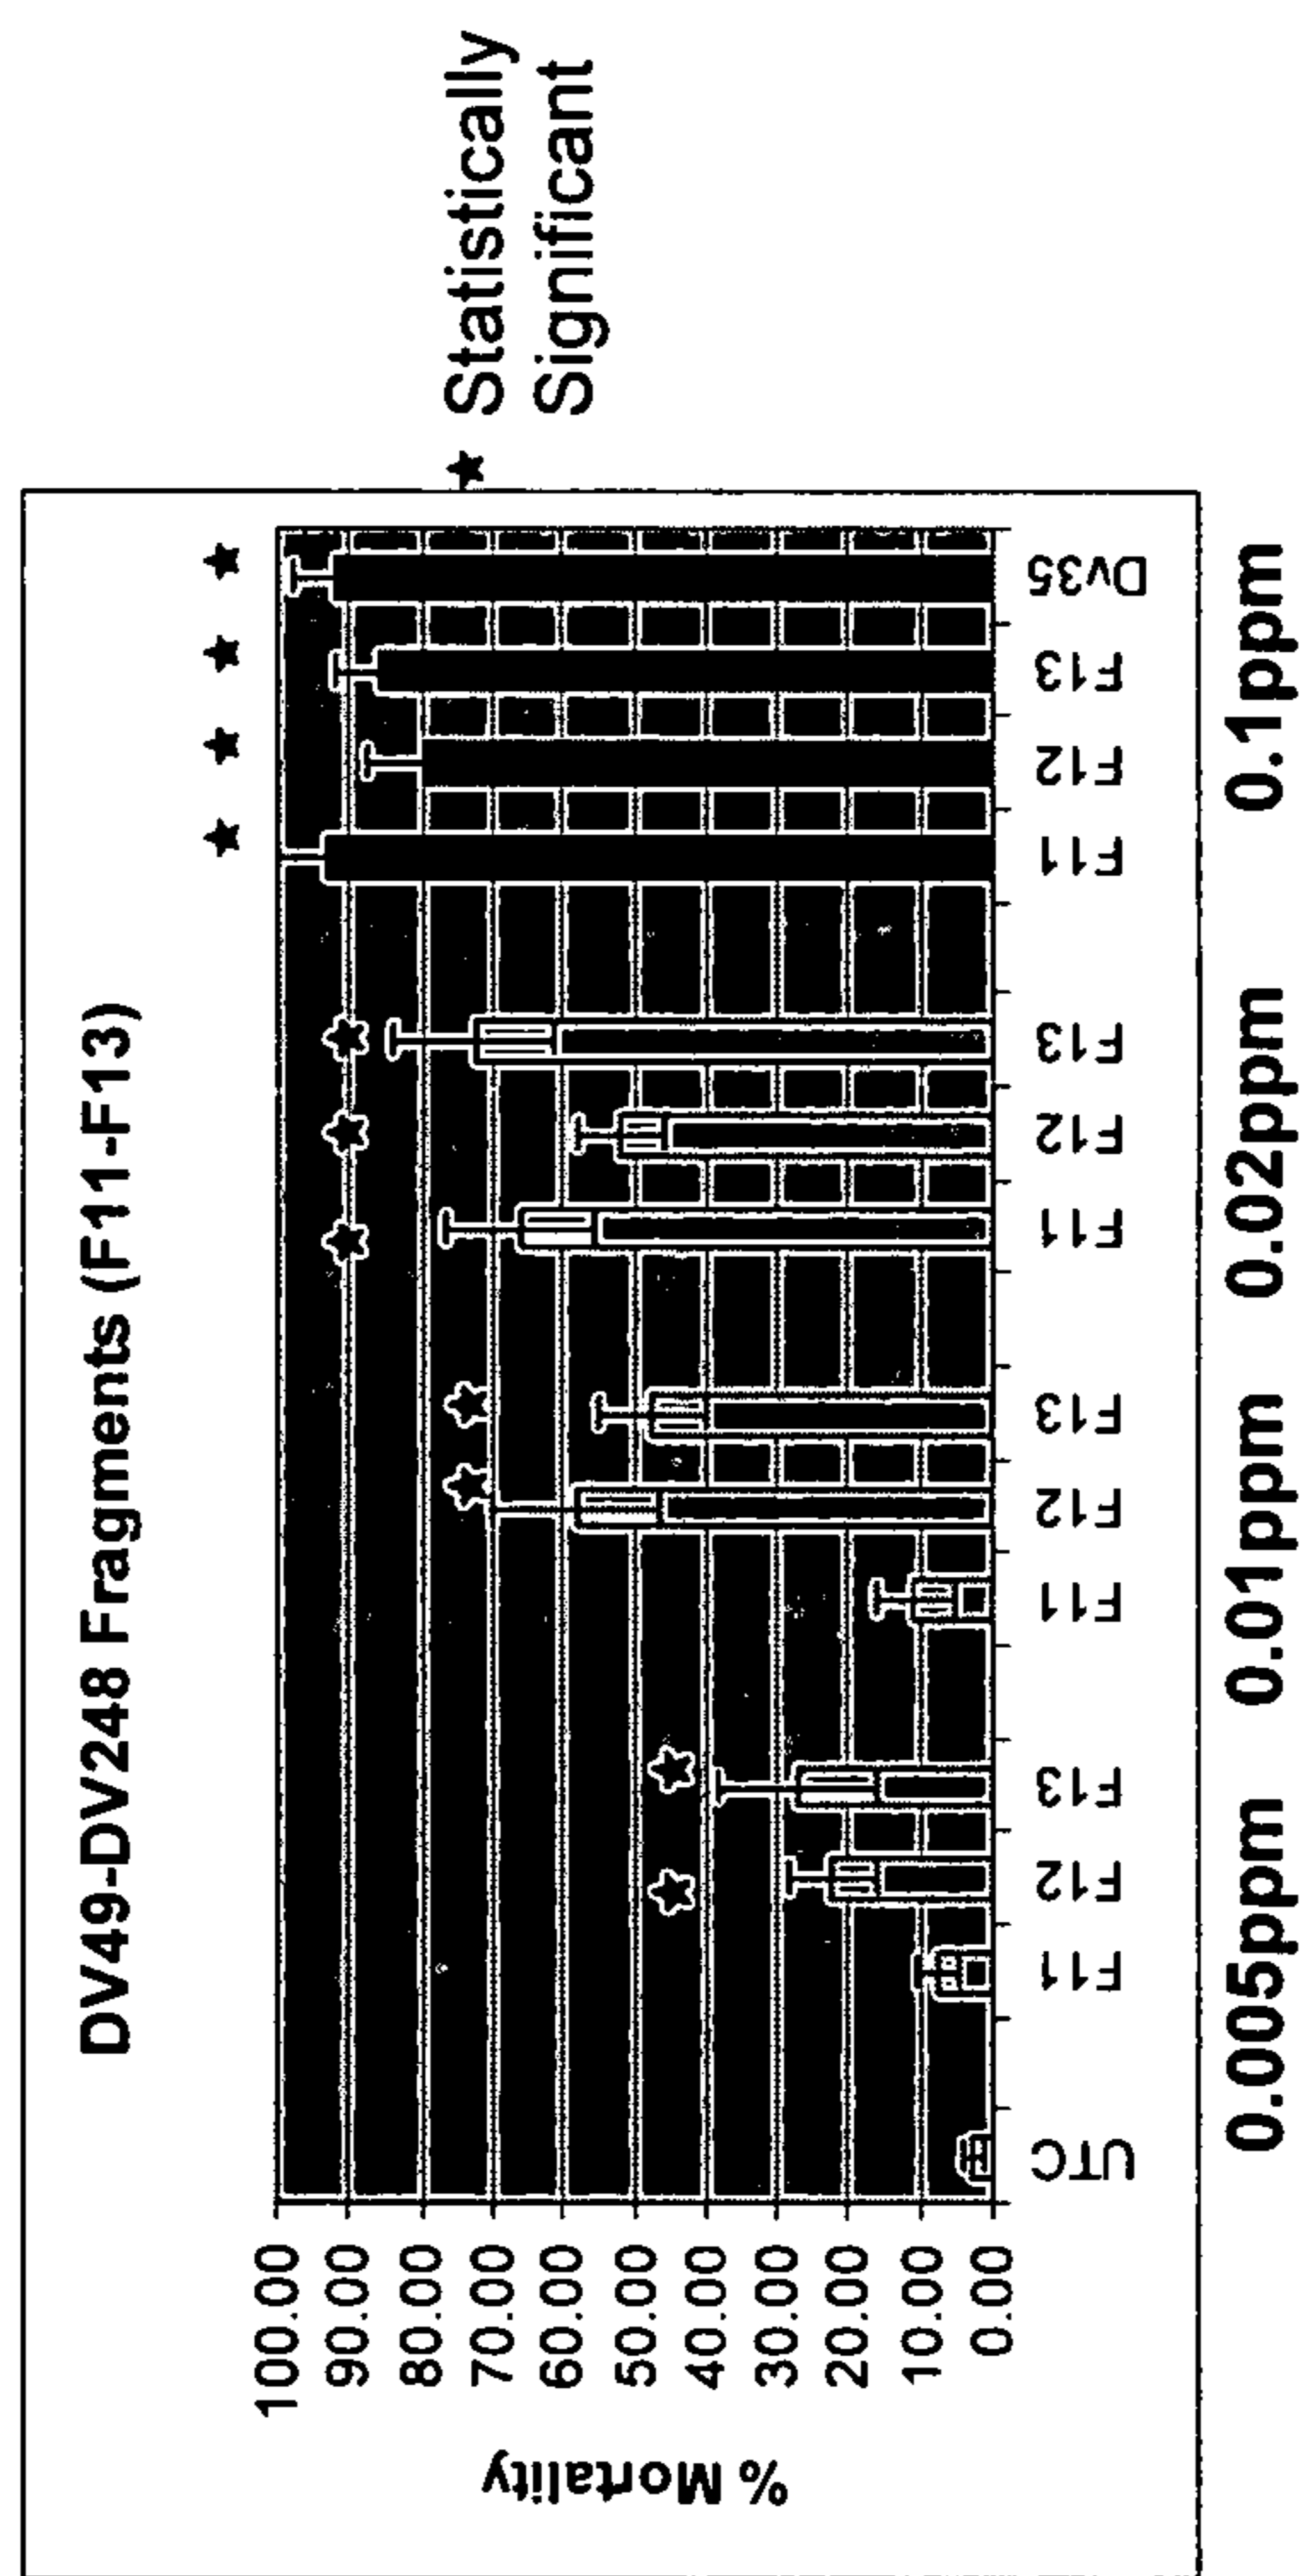 DV49-DV248 Fragments (F11-F13)
% Mortality
100.00
90.00
80.00
70.00
60.00
50.00
40.00
30.00
20.00
10.00
0.00
UTC
F11
F12
F13
F11
F12
F13
F11
F12
F13
F11
F12
F13
Dv35
0.005ppm
0.01ppm
0.02ppm
0.1ppm
★ Statistically
Significant